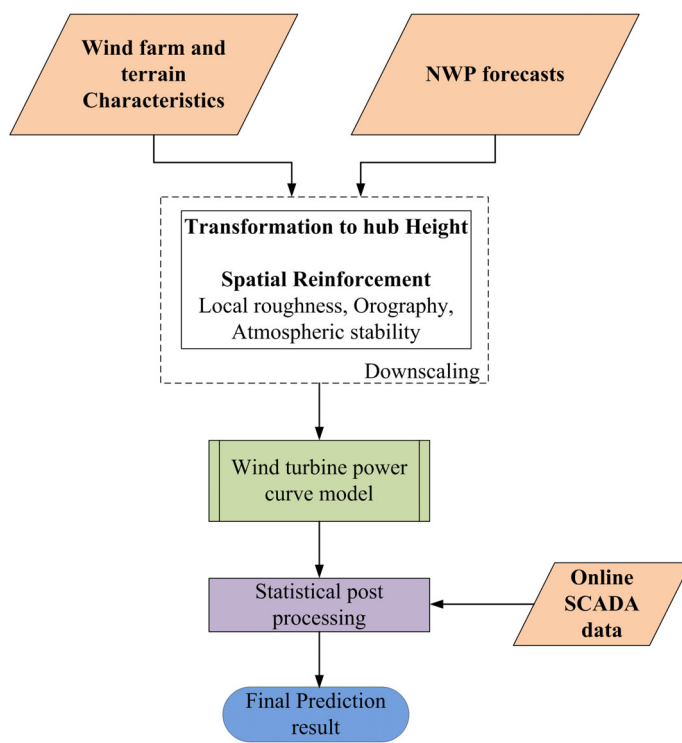 Wind farm and
terrain
Characteristics
NWP forecasts
Transformation to hub Height
Spatial Reinforcement
Local roughness, Orography,
Atmospheric stability
Downscaling
Wind turbine power
curve model
Statistical post
processing
Online
SCADA
data
Final Prediction
result